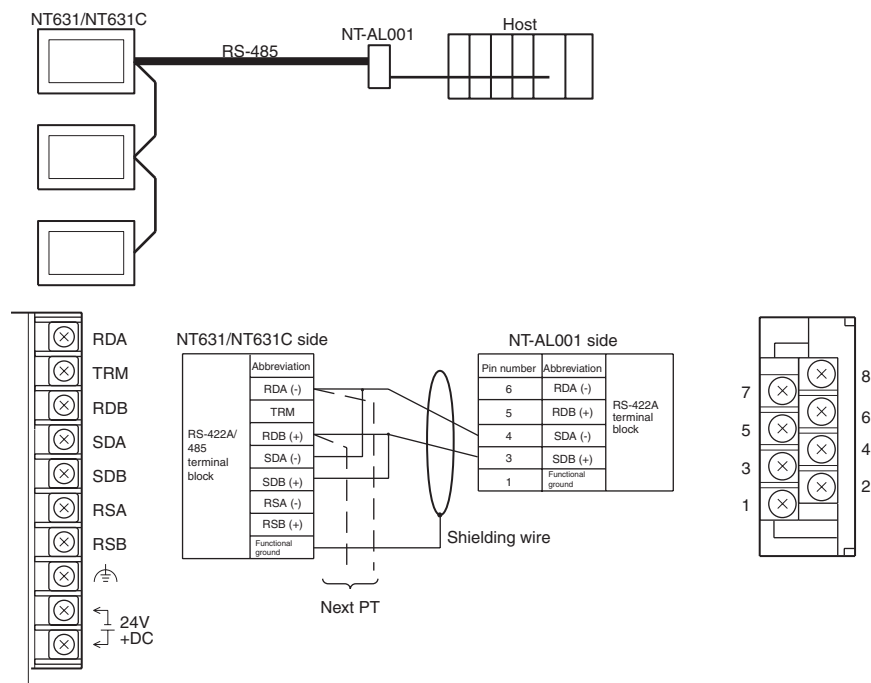 NT631/NT631C
RS-485
NT-AL001
Host
RDA
TRM
RDB
SDA
SDB
RSA
RSB
24V
+DC
NT631/NT631C side
RS-422A/
485
terminal
block
Abbreviation
RDA (-)
TRM
RDB (+)
SDA (-)
SDB (+)
RSA (-)
RSB (+)
Functional
ground
Next PT
Shielding wire
NT-AL001 side
Pin number Abbreviation
6 RDA (-)
5 RDB (+)
4 SDA (-)
3 SDB (+)
1 Functional
ground
RS-422A
terminal
block
7
5
3
1
8
6
4
2